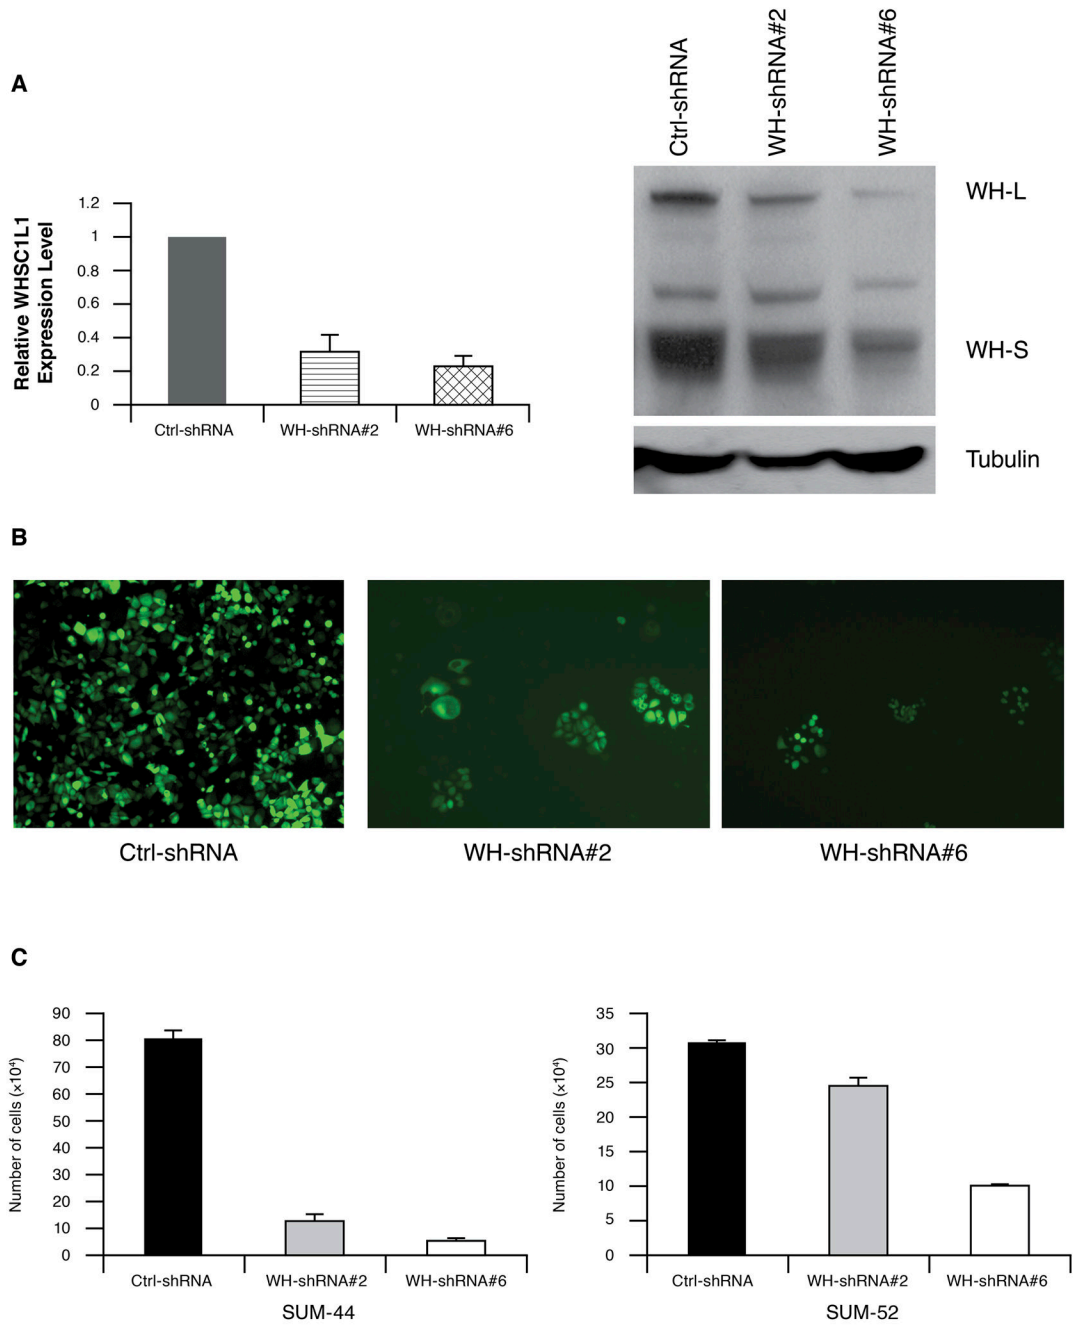 A
Relative WHSC1L1
Expression Level
1.2
1
0.8
0.6
0.4
0.2
0
Ctrl-shRNA
WH-shRNA#2
WH-shRNA#6
Ctrl-shRNA
WH-shRNA#2
WH-shRNA#6
WH-L
WH-S
Tubulin
B
Ctrl-shRNA
WH-shRNA#2
WH-shRNA#6
C
Number of cells (×10⁴)
90
80
70
60
50
40
30
20
10
0
Ctrl-shRNA
WH-shRNA#2
WH-shRNA#6
SUM-44
Number of cells (×10⁴)
35
30
25
20
15
10
5
0
Ctrl-shRNA
WH-shRNA#2
WH-shRNA#6
SUM-52